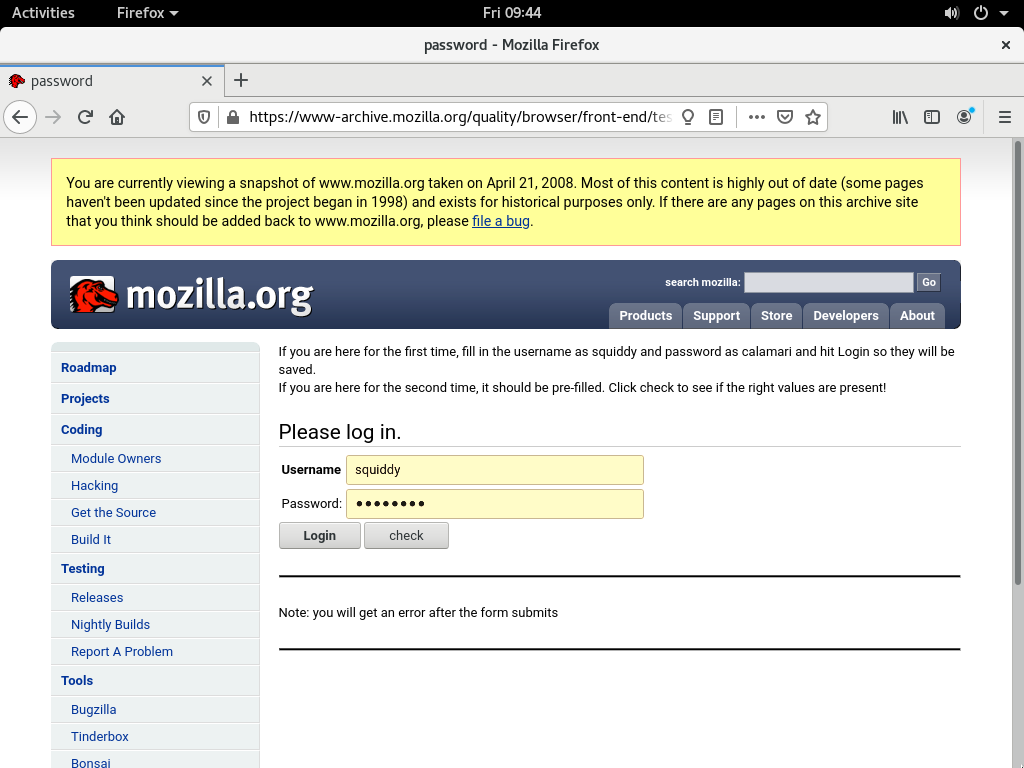 Activities Firefox Fri 09:44
password - Mozilla Firefox
password
https://www-archive.mozilla.org/quality/browser/front-end/tes
You are currently viewing a snapshot of www.mozilla.org taken on April 21, 2008. Most of this content is highly out of date (some pages
haven't been updated since the project began in 1998) and exists for historical purposes only. If there are any pages on this archive site
that you think should be added back to www.mozilla.org, please file a bug.
mozilla.org
search mozilla: Go
Products Support Store Developers About
Roadmap
Projects
Coding
Module Owners
Hacking
Get the Source
Build It
Testing
Releases
Nightly Builds
Report A Problem
Tools
Bugzilla
Tinderbox
Bonsai
If you are here for the first time, fill in the username as squiddy and password as calamari and hit Login so they will be
saved.
If you are here for the second time, it should be pre-filled. Click check to see if the right values are present!
Please log in.
Username squiddy
Password: ●●●●●●●●
Login check
Note: you will get an error after the form submits